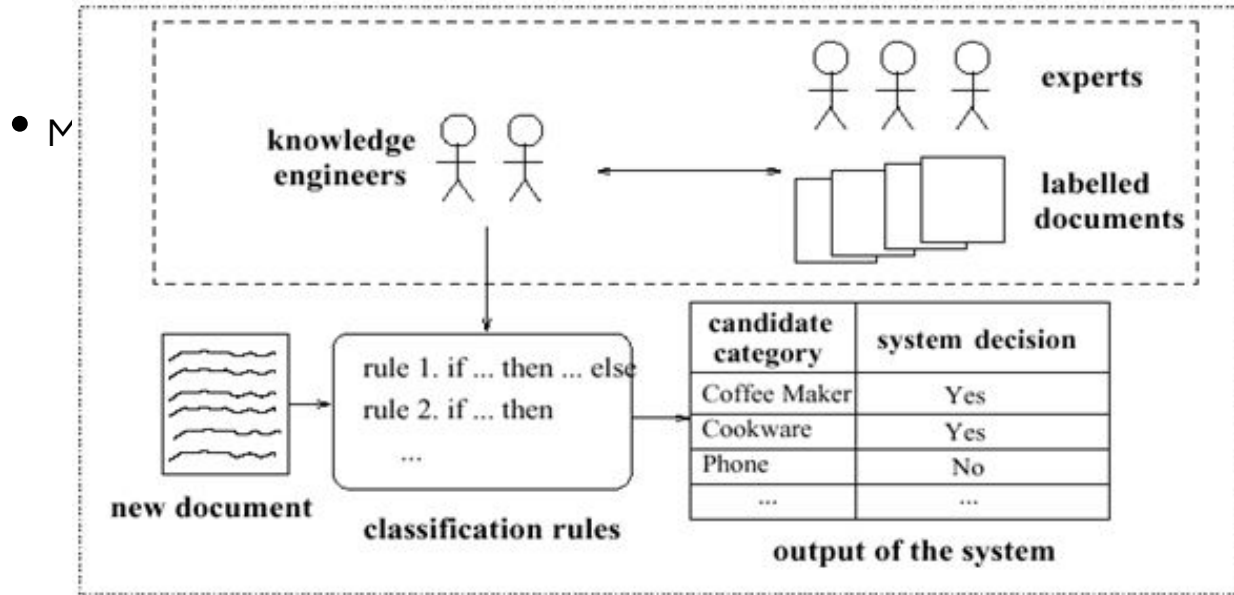 experts
knowledge
engineers
labelled
documents
rule 1. if ... then ... else
rule 2. if ... then
...
new document
classification rules
candidate
category
system decision
Coffee Maker Yes
Cookware Yes
Phone No
... ...
output of the system